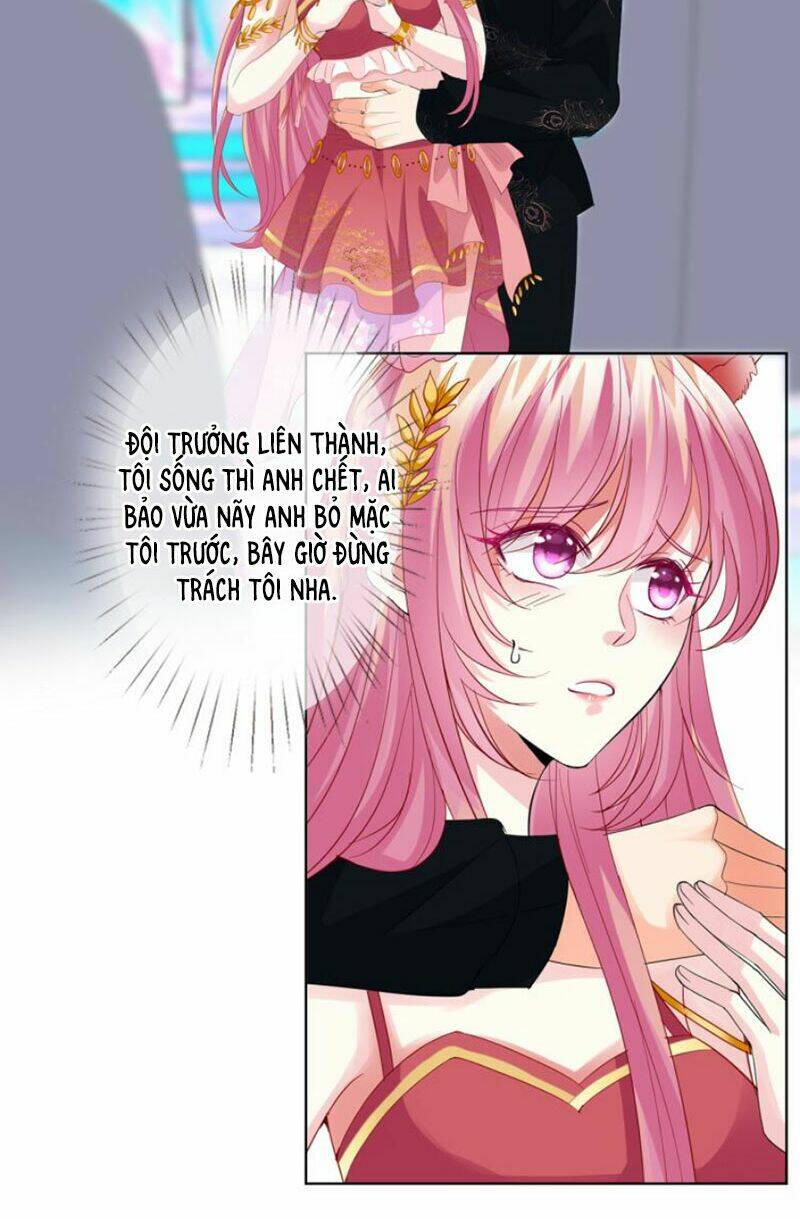 ĐỘI TRƯỞNG LIÊN THÀNH,
TÔI SỐNG THÌ ANH CHẾT, AI
BẢO VỪA NÃY ANH BỎ MẶC
TÔI TRƯỚC, BÂY GIỜ ĐỪNG
TRÁCH TÔI NHA.